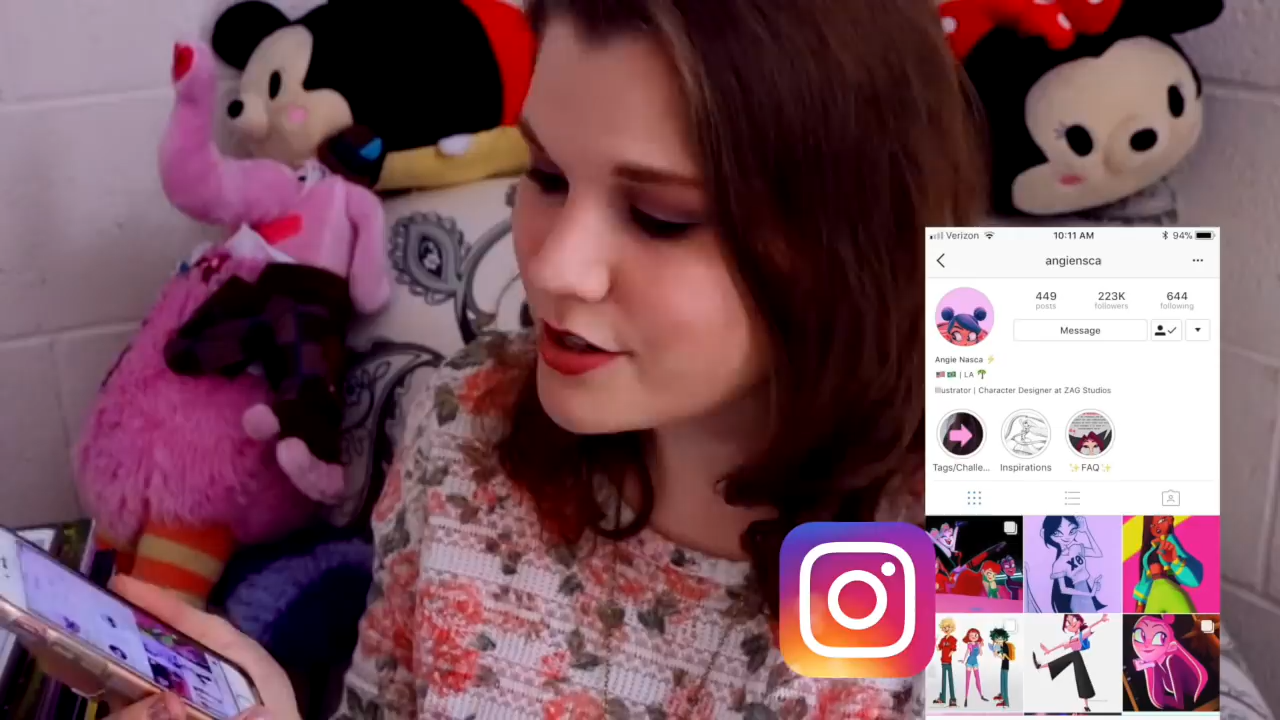 Verizon 10:11 AM 94%
angiensca
449 223K 644
posts followers following
Message
Angie Nasca ⚡
🇺🇸 🇧🇷 | LA 🌴
Illustrator | Character Designer at ZAG Studios
Tags/Challe... Inspirations ✨FAQ✨